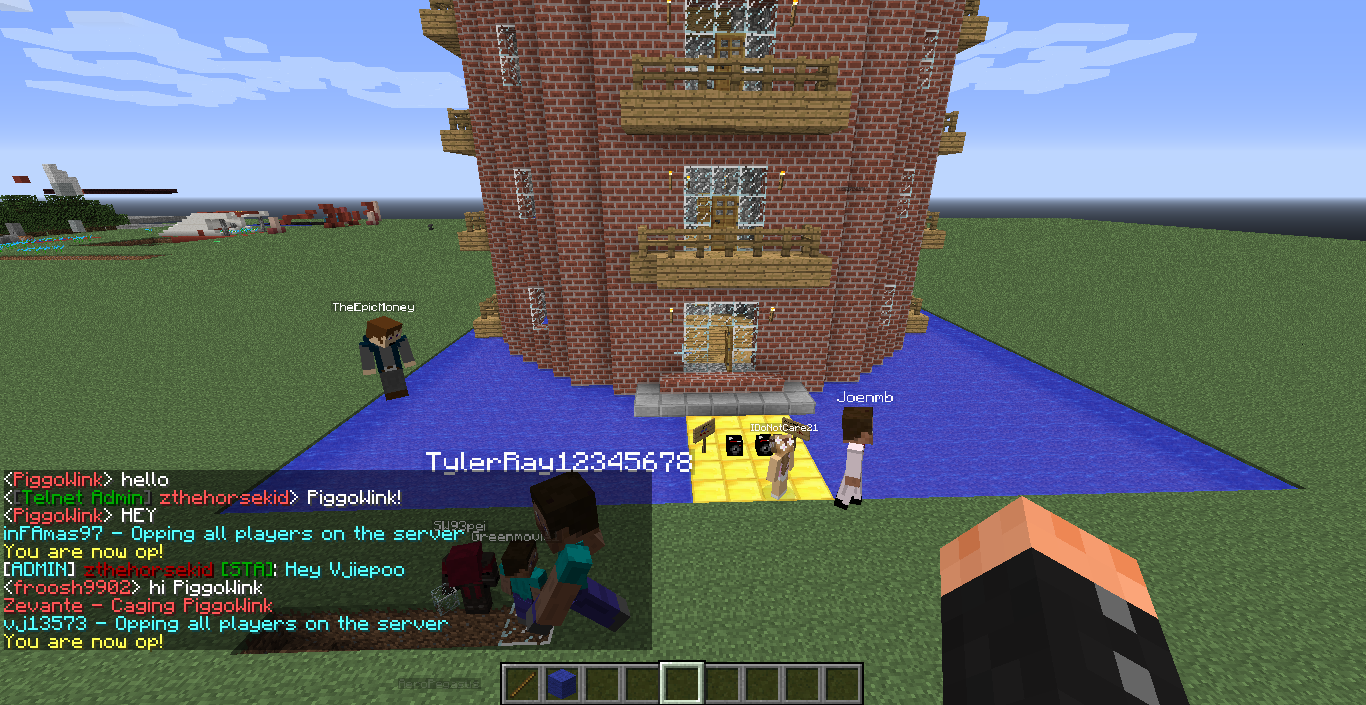 TheEpicMoney
Joenmb
IDoNotCare21
TylerRay12345678
<PiggoWink> hello
<[Telnet Admin] zthehorsekid> PiggoWink!
<PiggoWink> HEY
inFAmas97 - Opping all players on the server
You are now op!
[ADMIN] zthehorsekid [STA]: Hey Vjiepoo
<froosh9902> hi PiggoWink
Zevante - Caging PiggoWink
vj13573 - Opping all players on the server
You are now op!
SW93pei